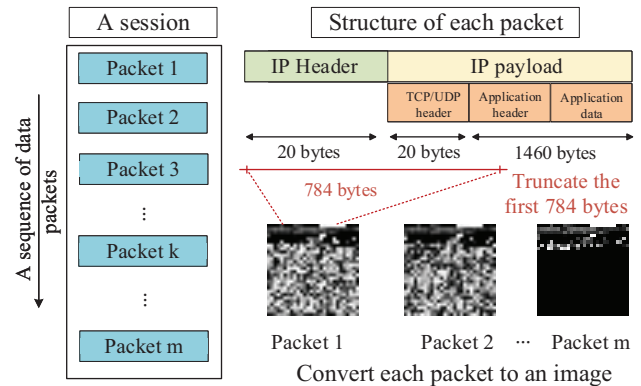 A session
Packet 1
Packet 2
Packet 3
...
Packet k
...
Packet m
A sequence of data
packets
Structure of each packet
IP Header
IP payload
TCP/UDP
header
Application
header
Application
data
20 bytes
20 bytes
1460 bytes
784 bytes
Truncate the
first 784 bytes
Packet 1
Packet 2
...
Packet m
Convert each packet to an image